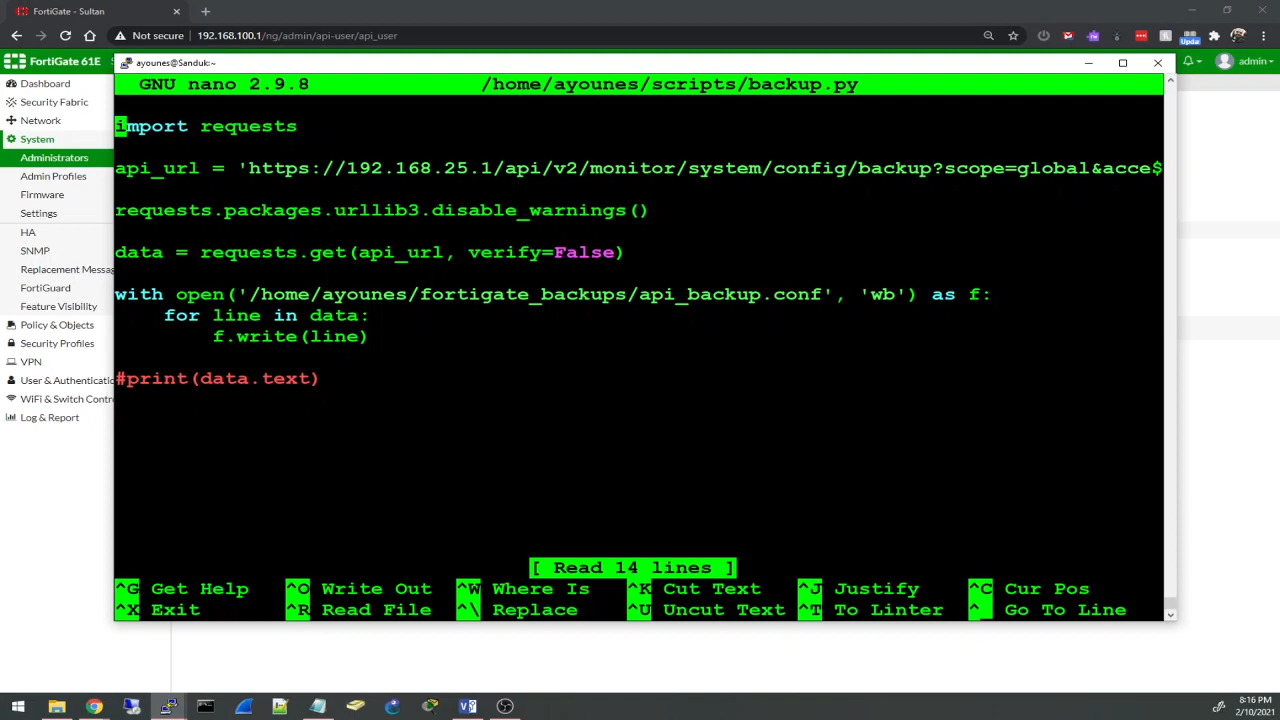 FortiGate - Sultan
Not secure 192.168.100.1/ng/admin/api-user/api_user
Upda
FortiGate 61E
admin
Dashboard
Security Fabric
Network
System
Administrators
Admin Profiles
Firmware
Settings
HA
SNMP
Replacement Messag
FortiGuard
Feature Visibility
Policy & Objects
Security Profiles
VPN
User & Authenticatio
WiFi & Switch Contr
Log & Report
ayounes@Sanduk:~
GNU nano 2.9.8 /home/ayounes/scripts/backup.py
import requests
api_url = 'https://192.168.25.1/api/v2/monitor/system/config/backup?scope=global&acce$
requests.packages.urllib3.disable_warnings()
data = requests.get(api_url, verify=False)
with open('/home/ayounes/fortigate_backups/api_backup.conf', 'wb') as f:
    for line in data:
        f.write(line)
#print(data.text)
[ Read 14 lines ]
^G Get Help ^O Write Out ^W Where Is ^K Cut Text ^J Justify ^C Cur Pos
^X Exit ^R Read File ^\ Replace ^U Uncut Text ^T To Linter ^_ Go To Line
8:16 PM
2/10/2021